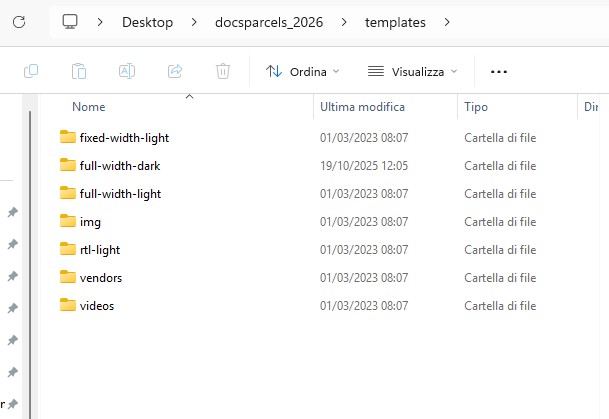 Desktop > docsparcels_2026 > templates >
Ordina Visualizza ...
Nome Ultima modifica Tipo Dir
fixed-width-light 01/03/2023 08:07 Cartella di file
full-width-dark 19/10/2025 12:05 Cartella di file
full-width-light 01/03/2023 08:07 Cartella di file
img 01/03/2023 08:07 Cartella di file
rtl-light 01/03/2023 08:07 Cartella di file
vendors 01/03/2023 08:07 Cartella di file
videos 01/03/2023 08:07 Cartella di file
r